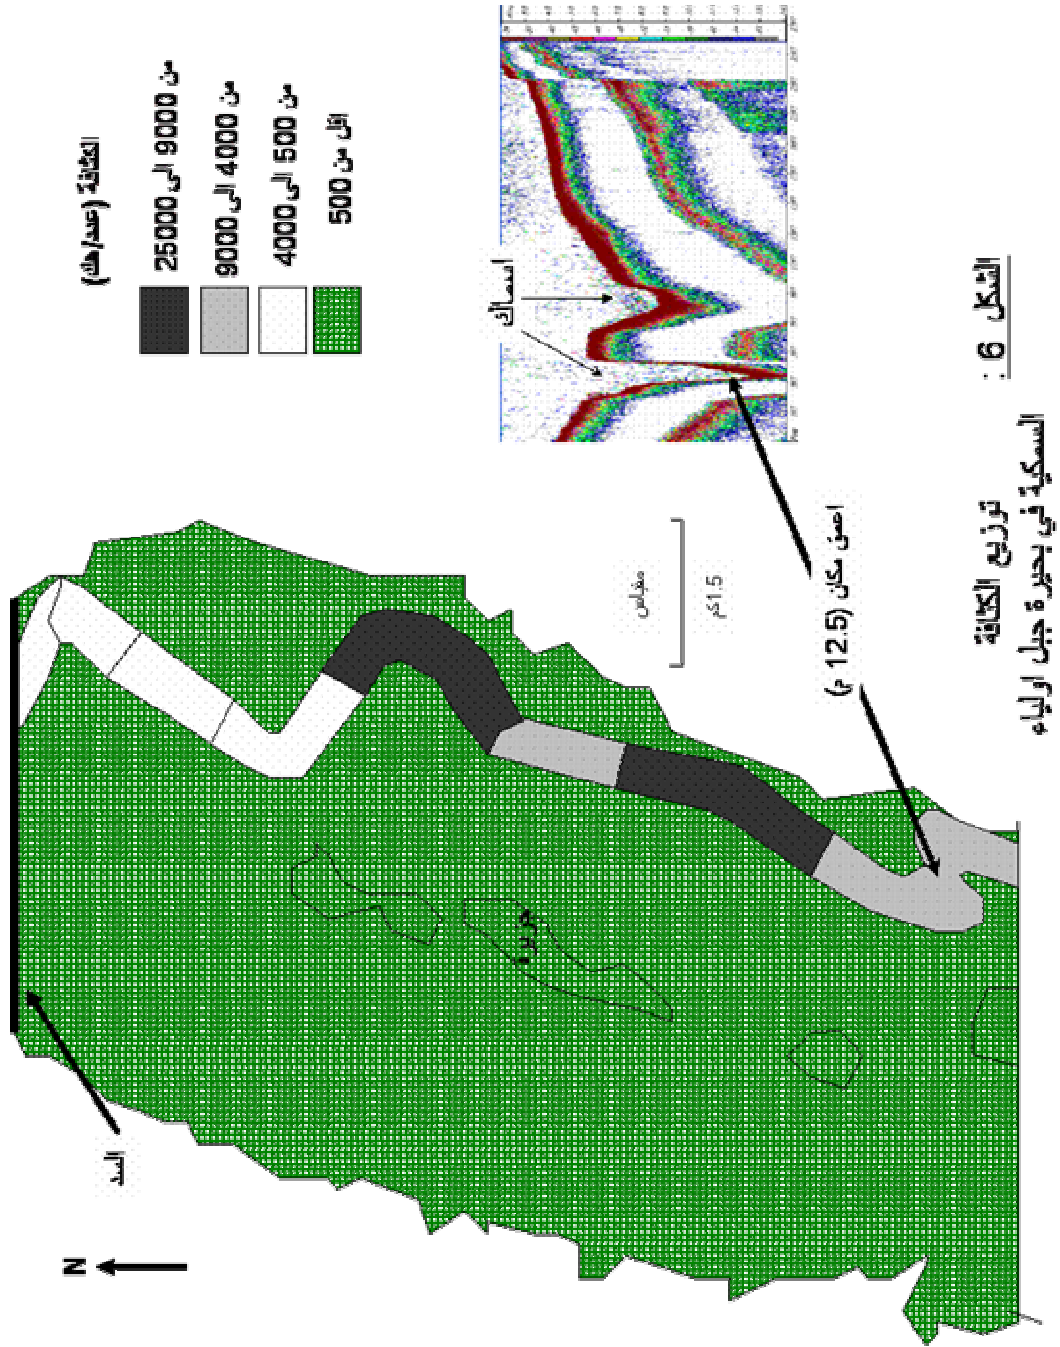 الكثافة (عدد/هك)
من 9000 الى 25000
من 4000 الى 9000
من 500 الى 4000
اقل من 500
اسماك
السد
N
جزيرة
مقياس
1.5كم
اعمق مكان (12.5 م)
الشكل 6 :
توزيع الكثافة
السمكية في بحيرة جبل اولياء